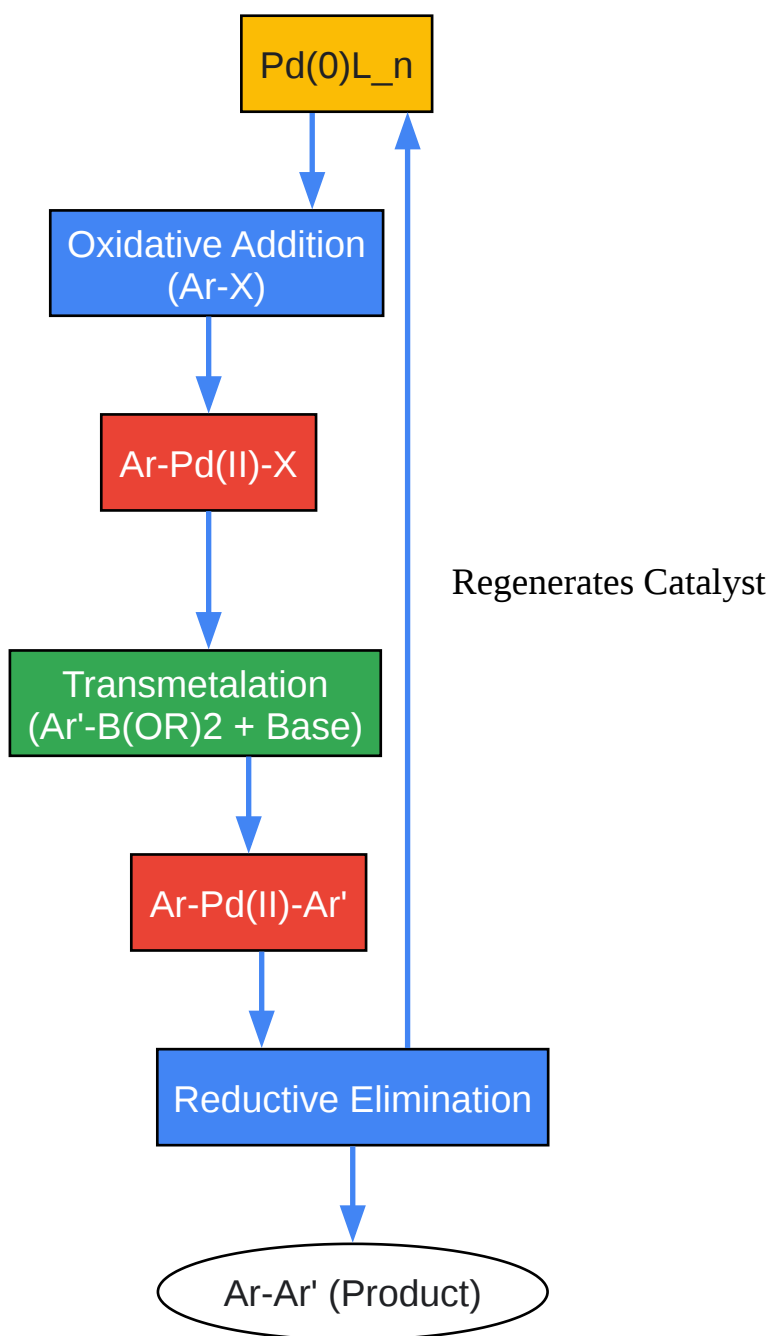 Pd(0)L_n
Oxidative Addition
(Ar-X)
Ar-Pd(II)-X
Regenerates Catalyst
Transmetalation
(Ar'-B(OR)2 + Base)
Ar-Pd(II)-Ar'
Reductive Elimination
Ar-Ar' (Product)